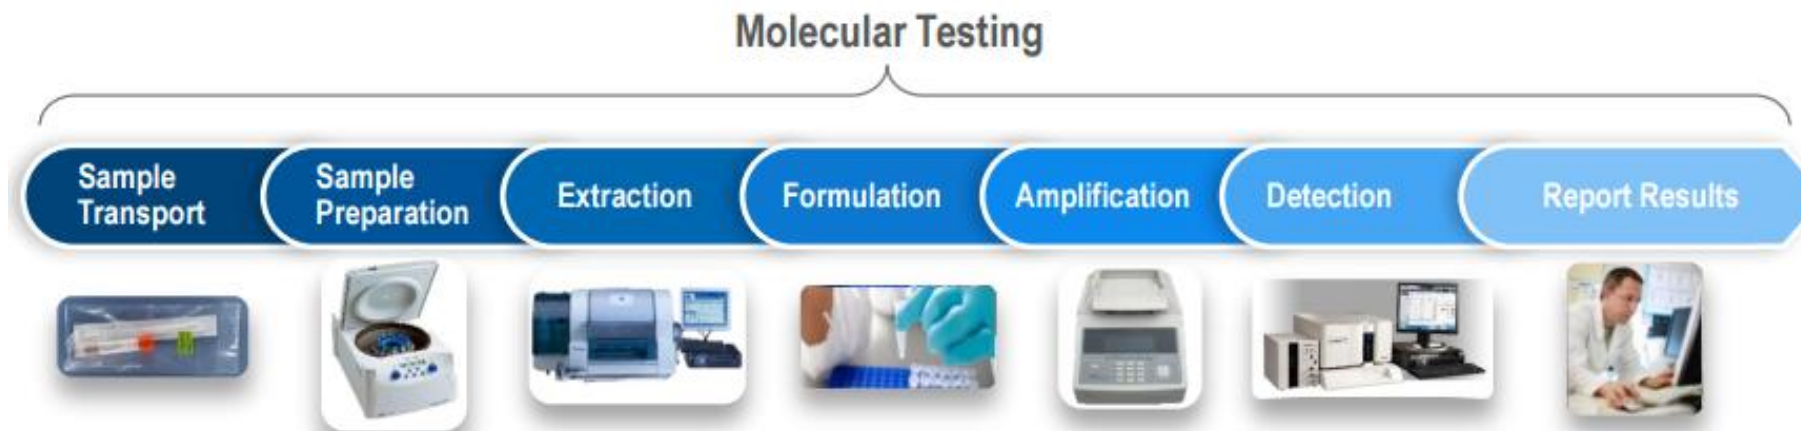 Molecular Testing
Sample
Transport
Sample
Preparation
Extraction
Formulation
Amplification
Detection
Report Results